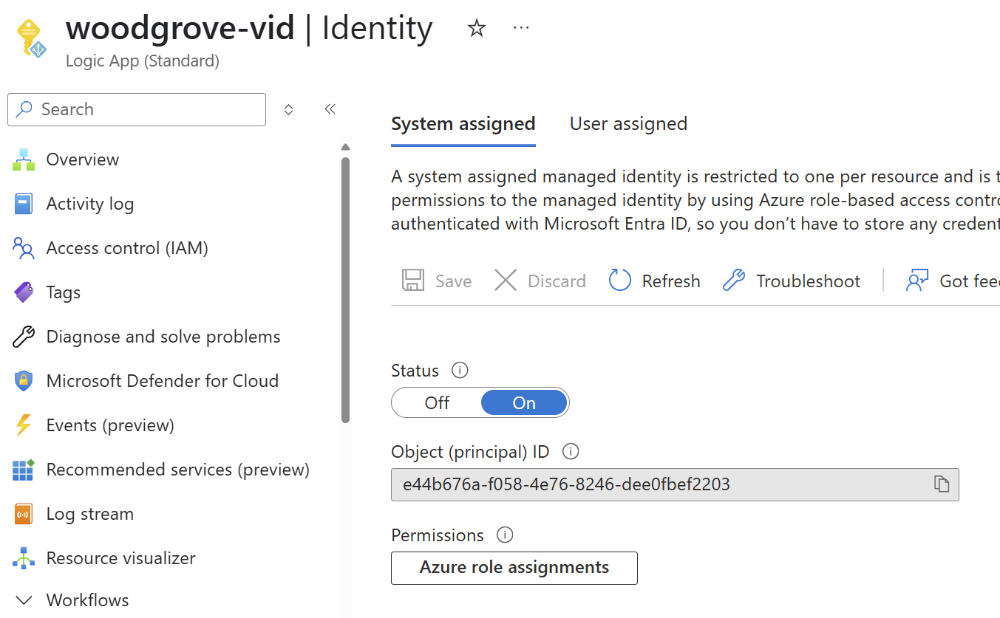 woodgrove-vid | Identity
Logic App (Standard)
Search
Overview
Activity log
Access control (IAM)
Tags
Diagnose and solve problems
Microsoft Defender for Cloud
Events (preview)
Recommended services (preview)
Log stream
Resource visualizer
Workflows
System assigned User assigned
A system assigned managed identity is restricted to one per resource and is
permissions to the managed identity by using Azure role-based access
authenticated with Microsoft Entra ID, so you don’t have to store any
Save Discard Refresh Troubleshoot Got
Status
Off On
Object (principal) ID
e44b676a-f058-4e76-8246-dee0fbef2203
Permissions
Azure role assignments